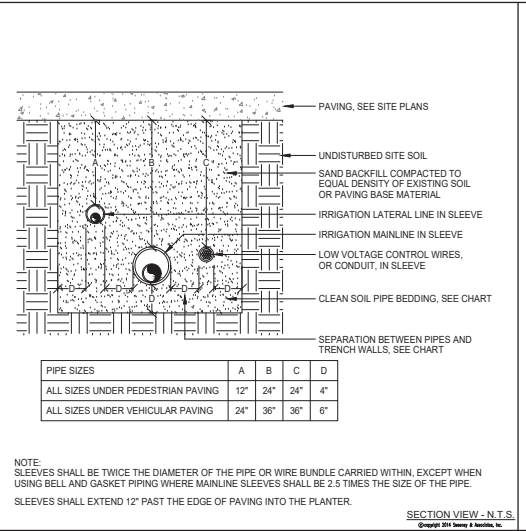 PAVING, SEE SITE PLANS
UNDISTURBED SITE SOIL
SAND BACKFILL COMPACTED TO
EQUAL DENSITY OF EXISTING SOIL
OR PAVING BASE MATERIAL
IRRIGATION LATERAL LINE IN SLEEVE
IRRIGATION MAINLINE IN SLEEVE
LOW VOLTAGE CONTROL WIRES,
OR CONDUIT, IN SLEEVE
CLEAN SOIL PIPE BEDDING, SEE CHART
SEPARATION BETWEEN PIPES AND
TRENCH WALLS, SEE CHART
A B C
D D D D
D
PIPE SIZES A B C D
ALL SIZES UNDER PEDESTRIAN PAVING 12" 24" 24" 4"
ALL SIZES UNDER VEHICULAR PAVING 24" 36" 36" 6"
NOTE:
SLEEVES SHALL BE TWICE THE DIAMETER OF THE PIPE OR WIRE BUNDLE CARRIED WITHIN, EXCEPT WHEN
USING BELL AND GASKET PIPING WHERE MAINLINE SLEEVES SHALL BE 2.5 TIMES THE SIZE OF THE PIPE.
SLEEVES SHALL EXTEND 12" PAST THE EDGE OF PAVING INTO THE PLANTER.
SECTION VIEW - N.T.S.
©copyright 2014 Sweeney & Associates, Inc.